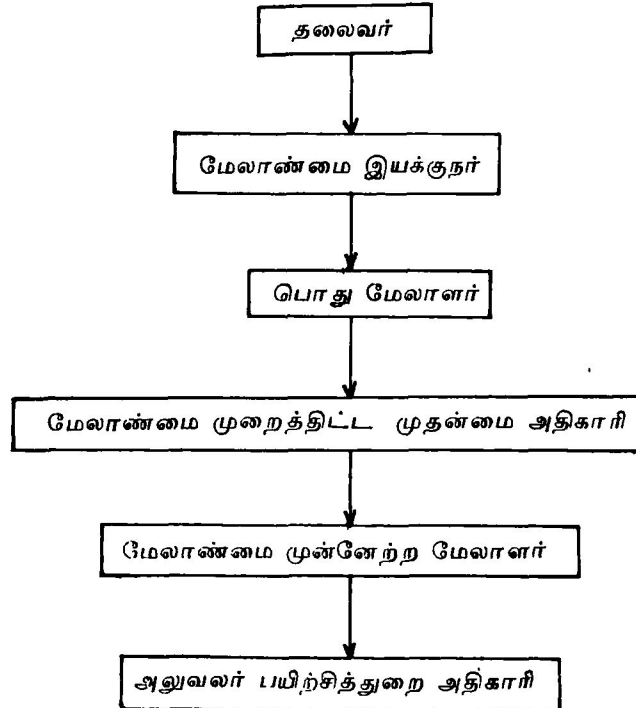 தலைவர்
மேலாண்மை இயக்குநர்
பொது மேலாளர்
மேலாண்மை முறைத்திட்ட முதன்மை அதிகாரி
மேலாண்மை முன்னேற்ற மேலாளர்
அலுவலர் பயிற்சித்துறை அதிகாரி